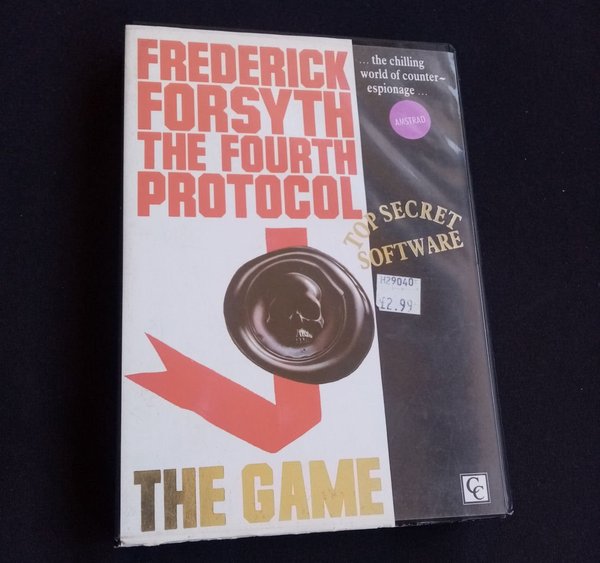 FREDERICK
FORSYTH
THE FOURTH
PROTOCOL
... the chilling
world of counter~
espionage ...
AMSTRAD
TOP SECRET
SOFTWARE
H29040
£2.99
THE GAME
CC